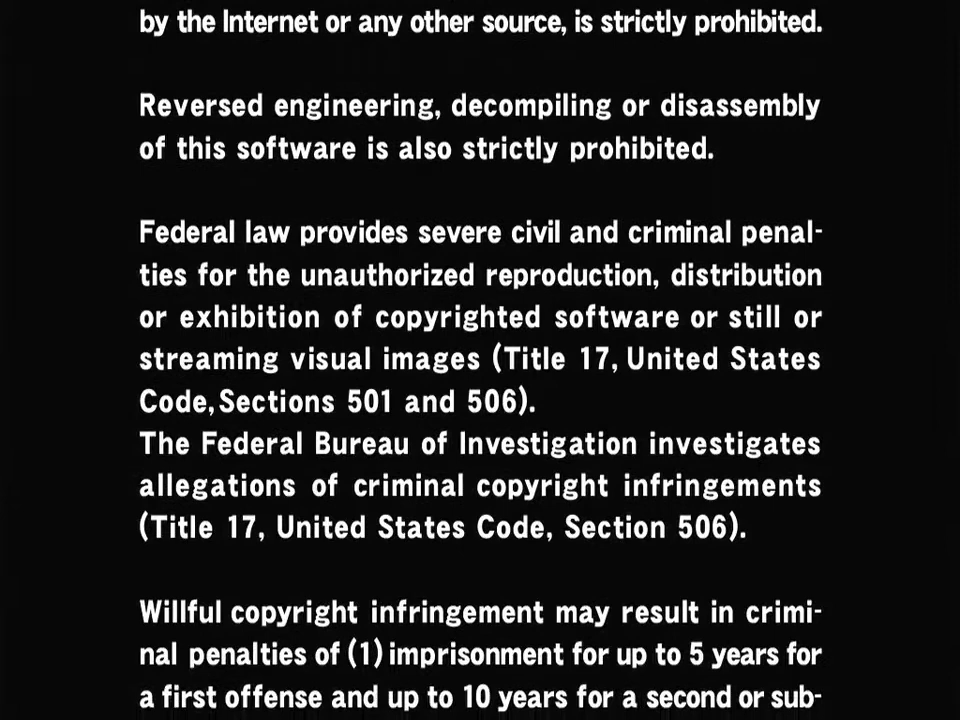 by the Internet or any other source, is strictly prohibited.
Reversed engineering, decompiling or disassembly
of this software is also strictly prohibited.
Federal law provides severe civil and criminal penal-
ties for the unauthorized reproduction, distribution
or exhibition of copyrighted software or still or
streaming visual images (Title 17, United States
Code,Sections 501 and 506).
The Federal Bureau of Investigation investigates
allegations of criminal copyright infringements
(Title 17, United States Code, Section 506).
Willful copyright infringement may result in crimi-
nal penalties of (1) imprisonment for up to 5 years for
a first offense and up to 10 years for a second or sub-